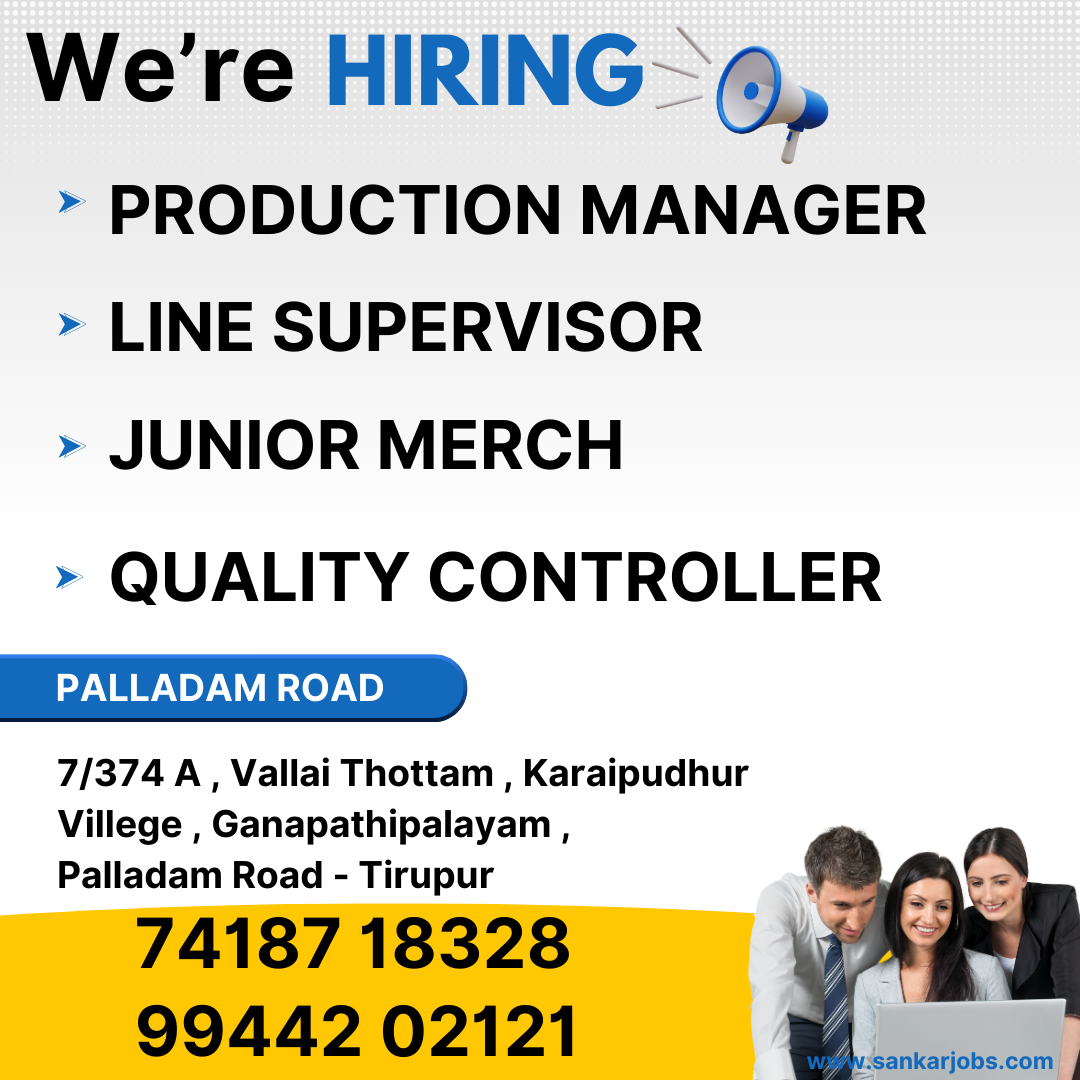 We're HIRING
PRODUCTION MANAGER
LINE SUPERVISOR
JUNIOR MERCH
QUALITY CONTROLLER
PALLADAM ROAD
7/374 A , Vallai Thottam , Karaipudhur
Villege , Ganapathipalayam ,
Palladam Road - Tirupur
74187 18328
99442 02121
www.sankarjobs.com